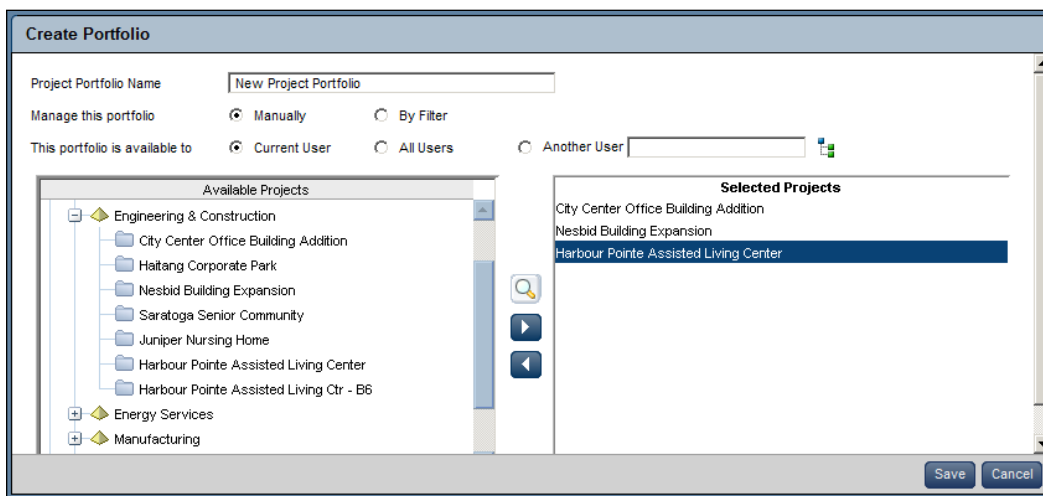 Create Portfolio
Project Portfolio Name New Project Portfolio
Manage this portfolio Manually By Filter
This portfolio is available to Current User All Users Another User
Available Projects
Engineering & Construction
City Center Office Building Addition
Haitang Corporate Park
Nesbid Building Expansion
Saratoga Senior Community
Juniper Nursing Home
Harbour Pointe Assisted Living Center
Harbour Pointe Assisted Living Ctr - B6
Energy Services
Manufacturing
Selected Projects
City Center Office Building Addition
Nesbid Building Expansion
Harbour Pointe Assisted Living Center
Save Cancel